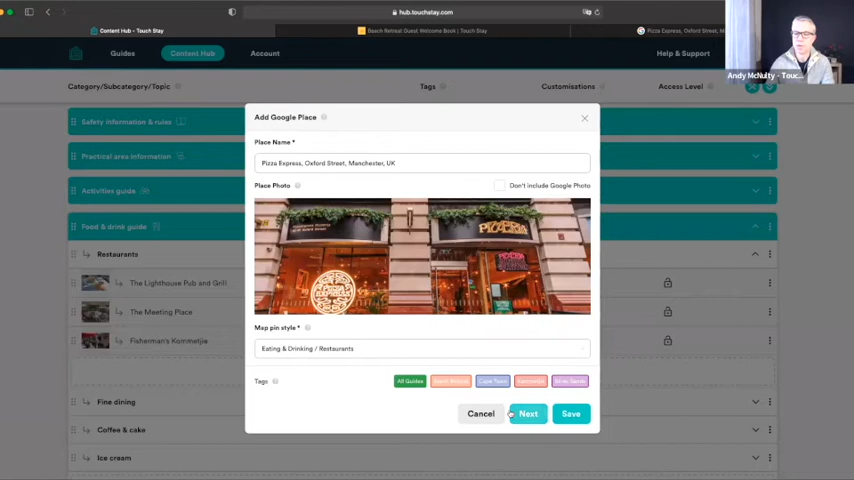 hub.touchstay.com
Content Hub - Touch Stay
Beach Retreat Guest Welcome Book | Touch Stay
Pizza Express, Oxford Street, M
Guides
Content Hub
Account
Help & Support
Andy McNulty - Touc...
Category/Subcategory/Topic
Tags
Customisations
Access Level
Safety information & rules
Practical area information
Activities guide
Food & drink guide
Restaurants
The Lighthouse Pub and Grill
The Meeting Place
Fisherman's Kommetjie
Fine dining
Coffee & cake
Ice cream
Add Google Place
Place Name *
Pizza Express, Oxford Street, Manchester, UK
Place Photo
Don't include Google Photo
PIZZERIA
Map pin style *
Eating & Drinking / Restaurants
Tags
All Guides
Cape Town
Cancel
Next
Save